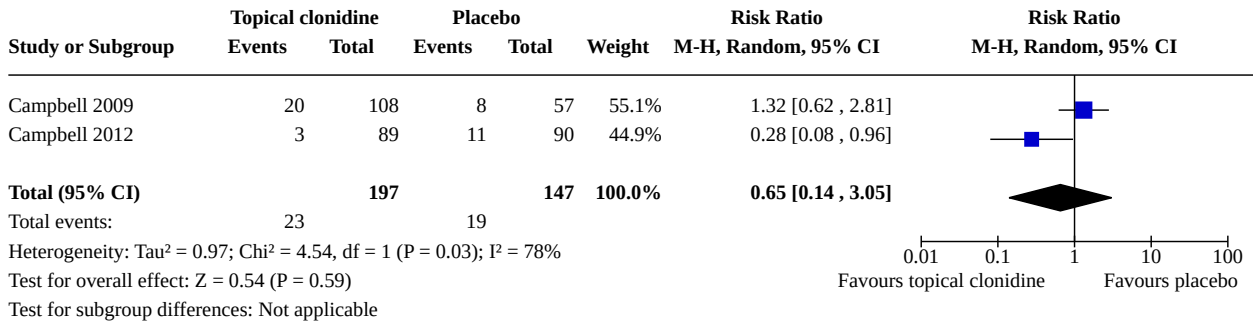 Topical clonidine Placebo Risk Ratio Risk Ratio
Study or Subgroup Events Total Events Total Weight M-H, Random, 95% CI M-H, Random, 95% CI
Campbell 2009 20 108 8 57 55.1% 1.32 [0.62 , 2.81]
Campbell 2012 3 89 11 90 44.9% 0.28 [0.08 , 0.96]
Total (95% CI) 197 147 100.0% 0.65 [0.14 , 3.05]
Total events: 23 19
Heterogeneity: Tau² = 0.97; Chi² = 4.54, df = 1 (P = 0.03); I² = 78%
0.01 0.1 1 10 100
Test for overall effect: Z = 0.54 (P = 0.59) Favours topical clonidine Favours placebo
Test for subgroup differences: Not applicable